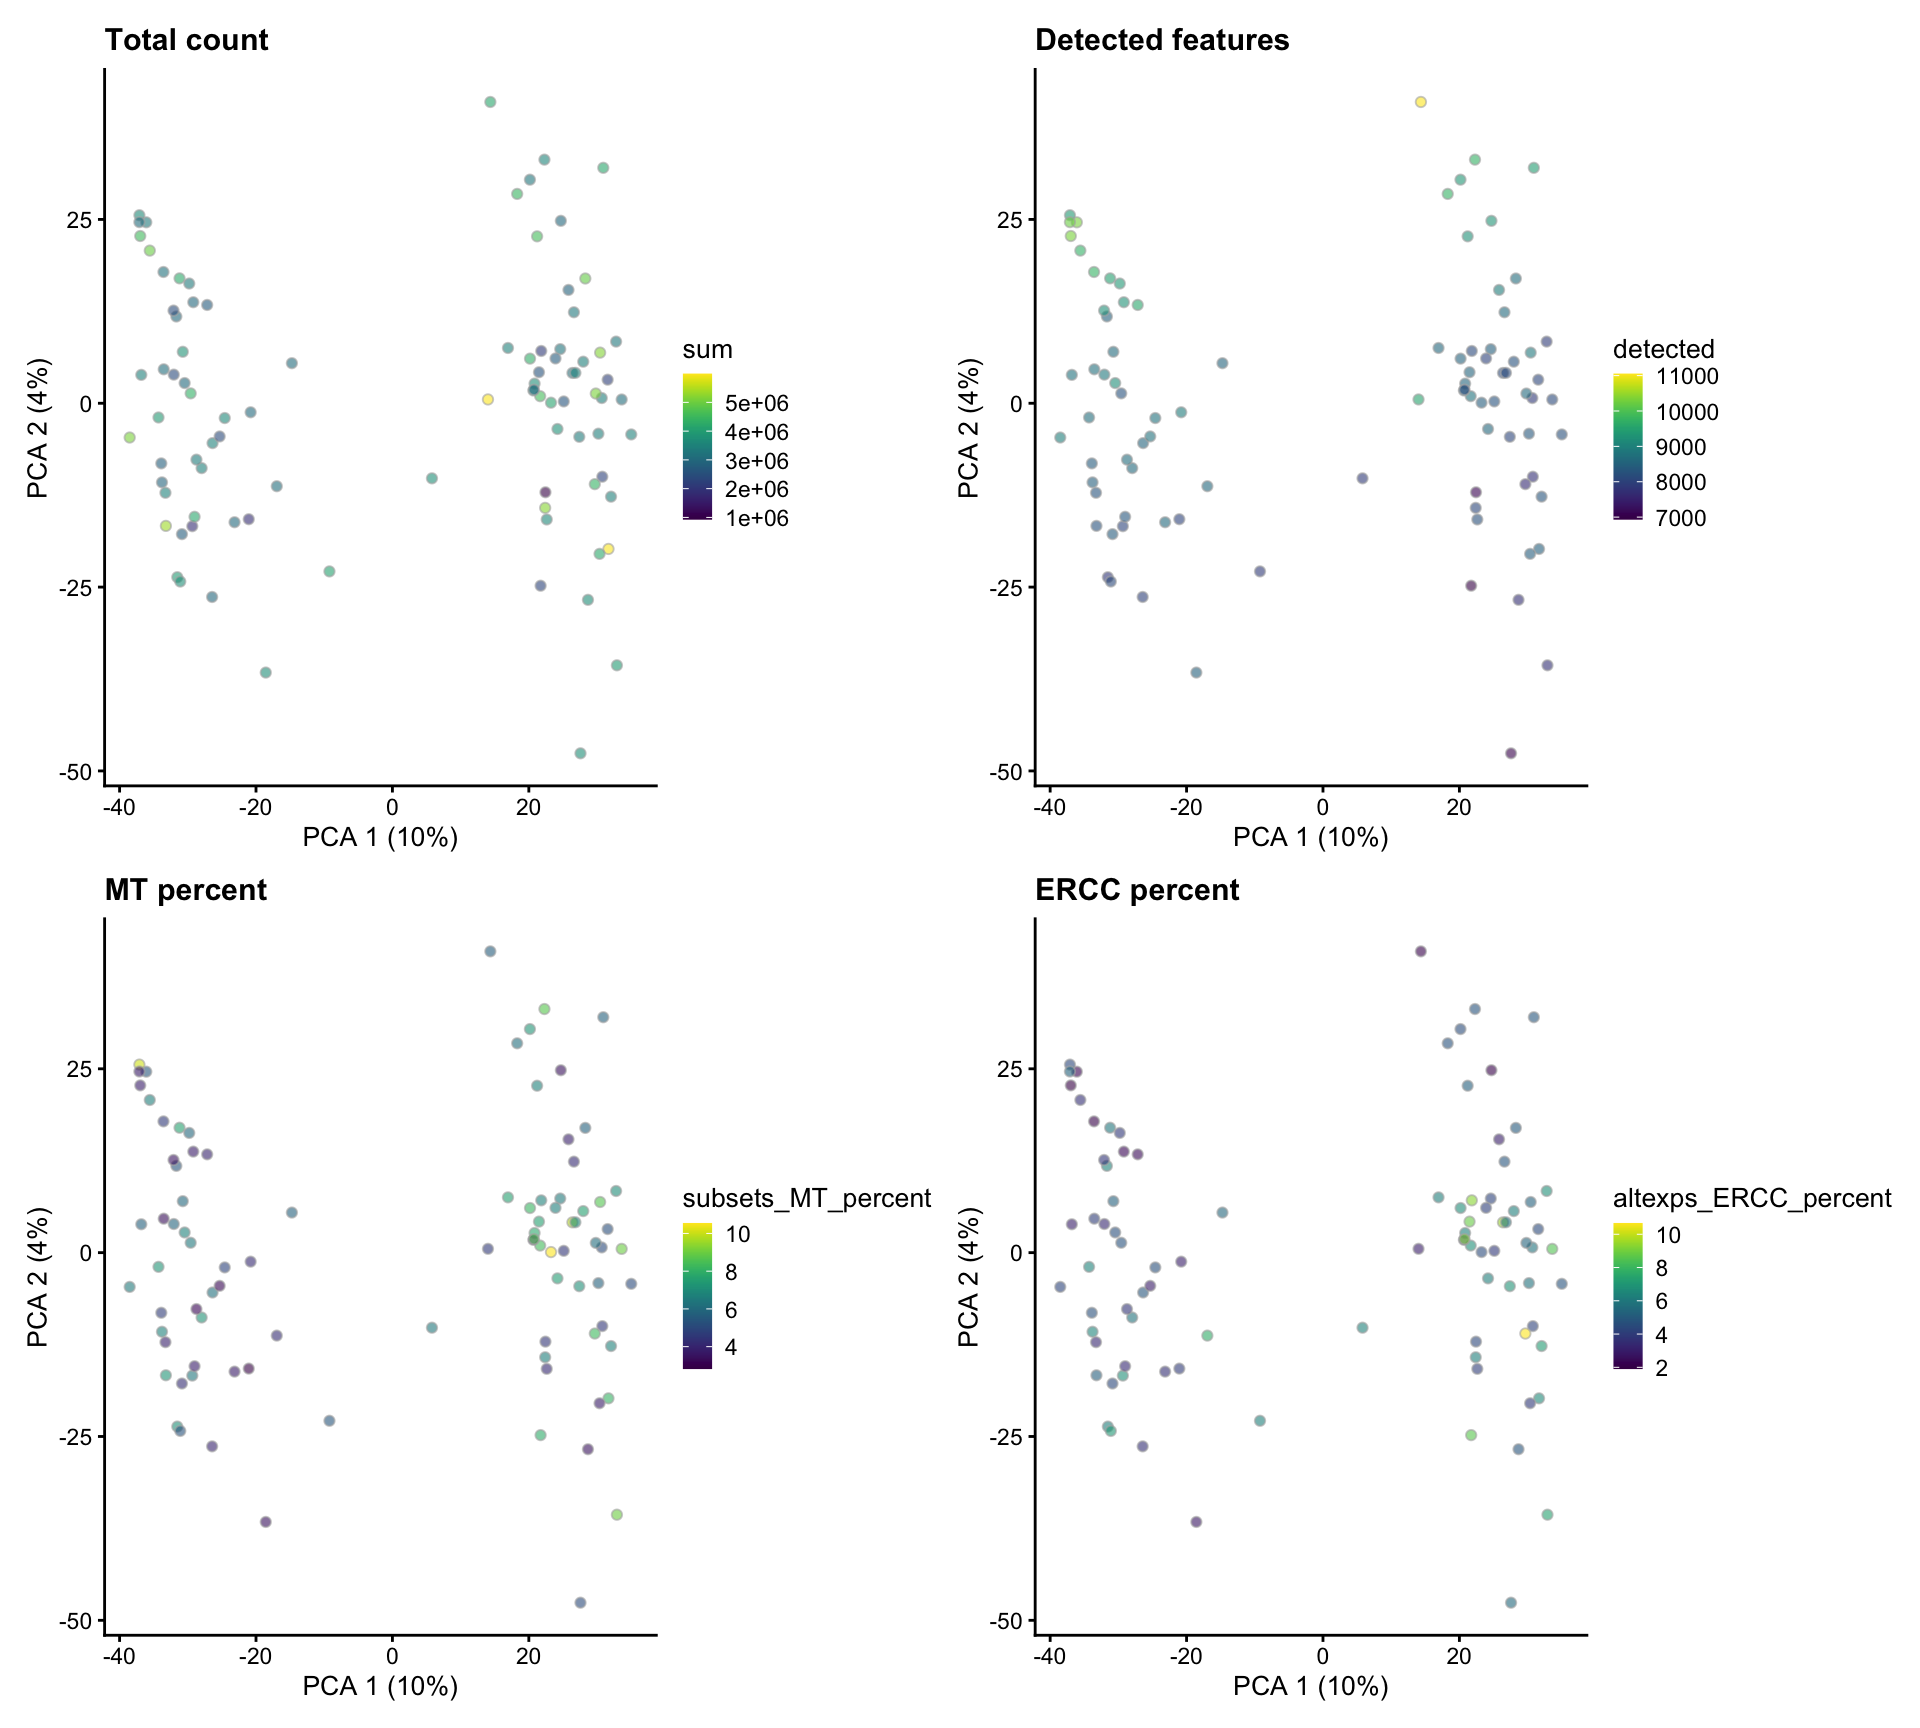 Total count
25
0
-25
-50
-40
-20
0
20
PCA 1 (10%)
PCA 2 (4%)
sum
5e+06
4e+06
3e+06
2e+06
1e+06
Detected features
25
0
-25
-50
-40
-20
0
20
PCA 1 (10%)
PCA 2 (4%)
detected
11000
10000
9000
8000
7000
MT percent
25
0
-25
-50
-40
-20
0
20
PCA 1 (10%)
PCA 2 (4%)
subsets_MT_percent
10
8
6
4
ERCC percent
25
0
-25
-50
-40
-20
0
20
PCA 1 (10%)
PCA 2 (4%)
altexps_ERCC_percent
10
8
6
4
2